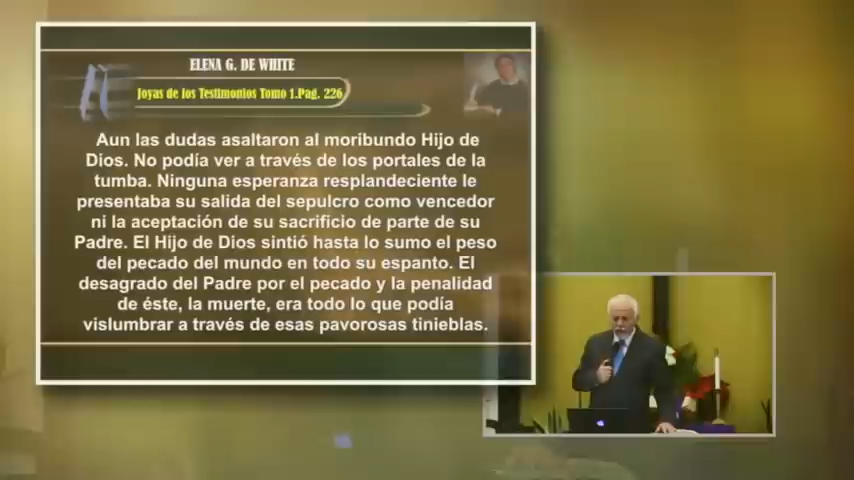 ELENA G. DE WHITE
Joyas de los Testimonios Tomo 1.Pag. 226
Aun las dudas asaltaron al moribundo Hijo de
Dios. No podía ver a través de los portales de la
tumba. Ninguna esperanza resplandeciente le
presentaba su salida del sepulcro como vencedor
ni la aceptación de su sacrificio de parte de su
Padre. El Hijo de Dios sintió hasta lo sumo el peso
del pecado del mundo en todo su espanto. El
desagrado del Padre por el pecado y la penalidad
de éste, la muerte, era todo lo que podía
vislumbrar a través de esas pavorosas tinieblas.